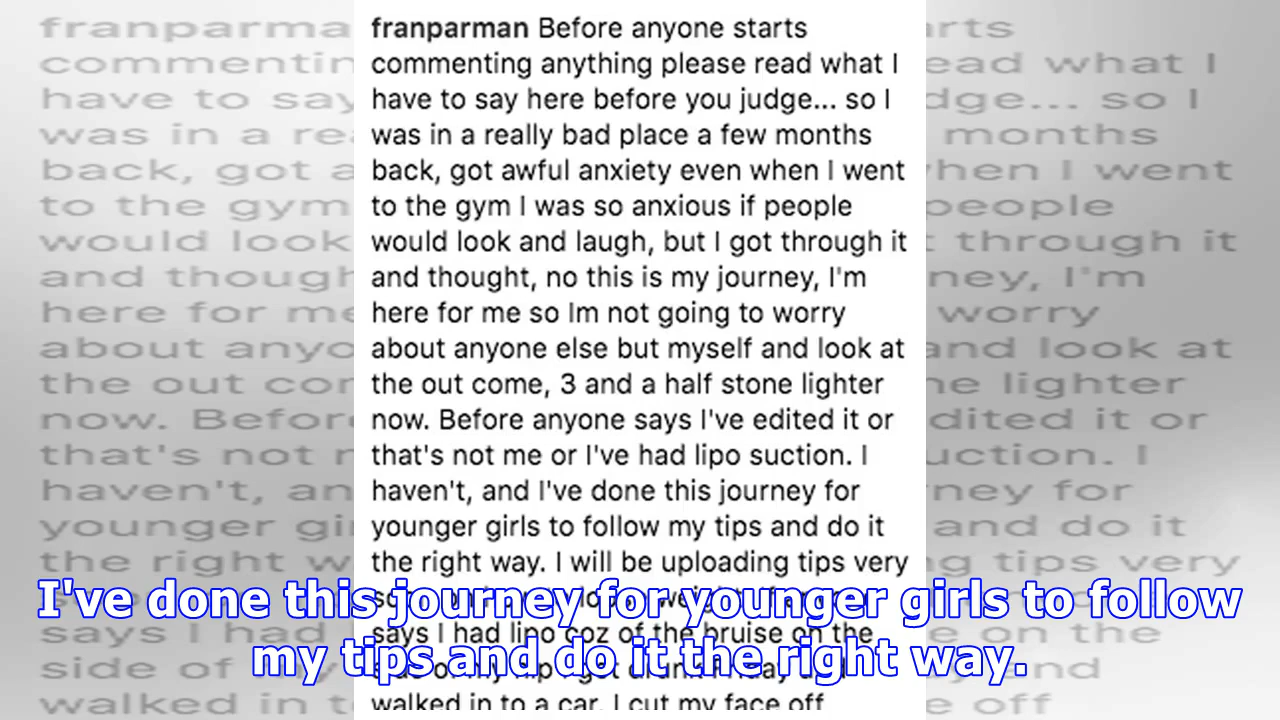 franparman Before anyone starts
commenting anything please read what I
have to say here before you judge... so I
was in a really bad place a few months
back, got awful anxiety even when I went
to the gym I was so anxious if people
would look and laugh, but I got through it
and thought, no this is my journey, I'm
here for me so Im not going to worry
about anyone else but myself and look at
the out come, 3 and a half stone lighter
now. Before anyone says I've edited it or
that's not me or I've had lipo suction. I
haven't, and I've done this journey for
younger girls to follow my tips and do it
the right way. I will be uploading tips very
says I had lipo coz of the bruise on the
side of my
walked in to a car. I cut my face off
I've done this journey for younger girls to follow
my tips and do it the right way.